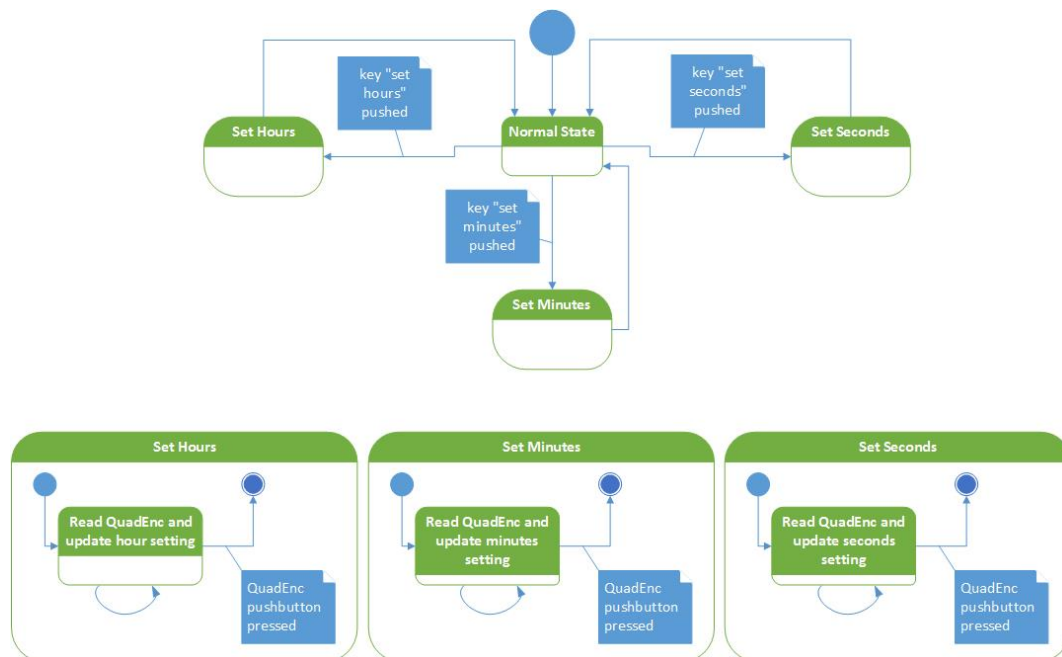 key "set
hours"
pushed
key "set
seconds"
pushed
Set Hours
Normal State
Set Seconds
key "set
minutes"
pushed
Set Minutes
Set Hours
Read QuadEnc and
update hour setting
QuadEnc
pushbutton
pressed
Set Minutes
Read QuadEnc and
update minutes
setting
QuadEnc
pushbutton
pressed
Set Seconds
Read QuadEnc and
update seconds
setting
QuadEnc
pushbutton
pressed